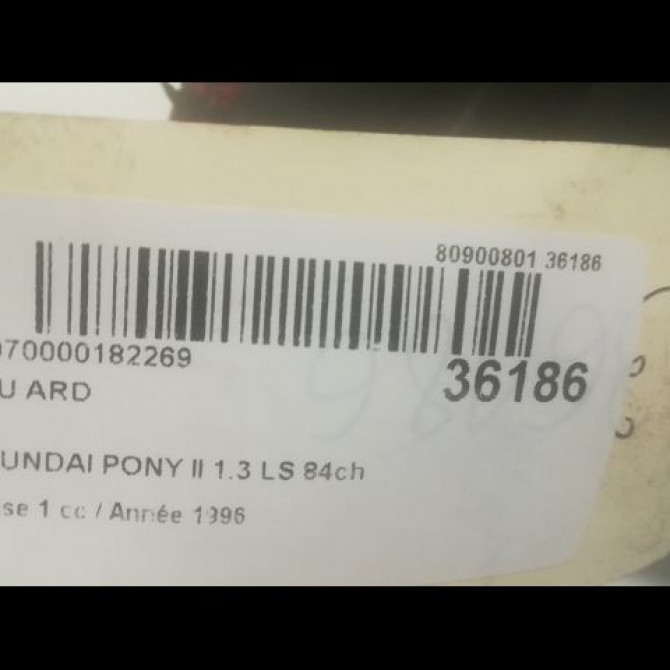 80900801 36186
070000182269
36186
U ARD
UNDAI PONY II 1.3 LS 84ch
se 1 cc / Année 1996